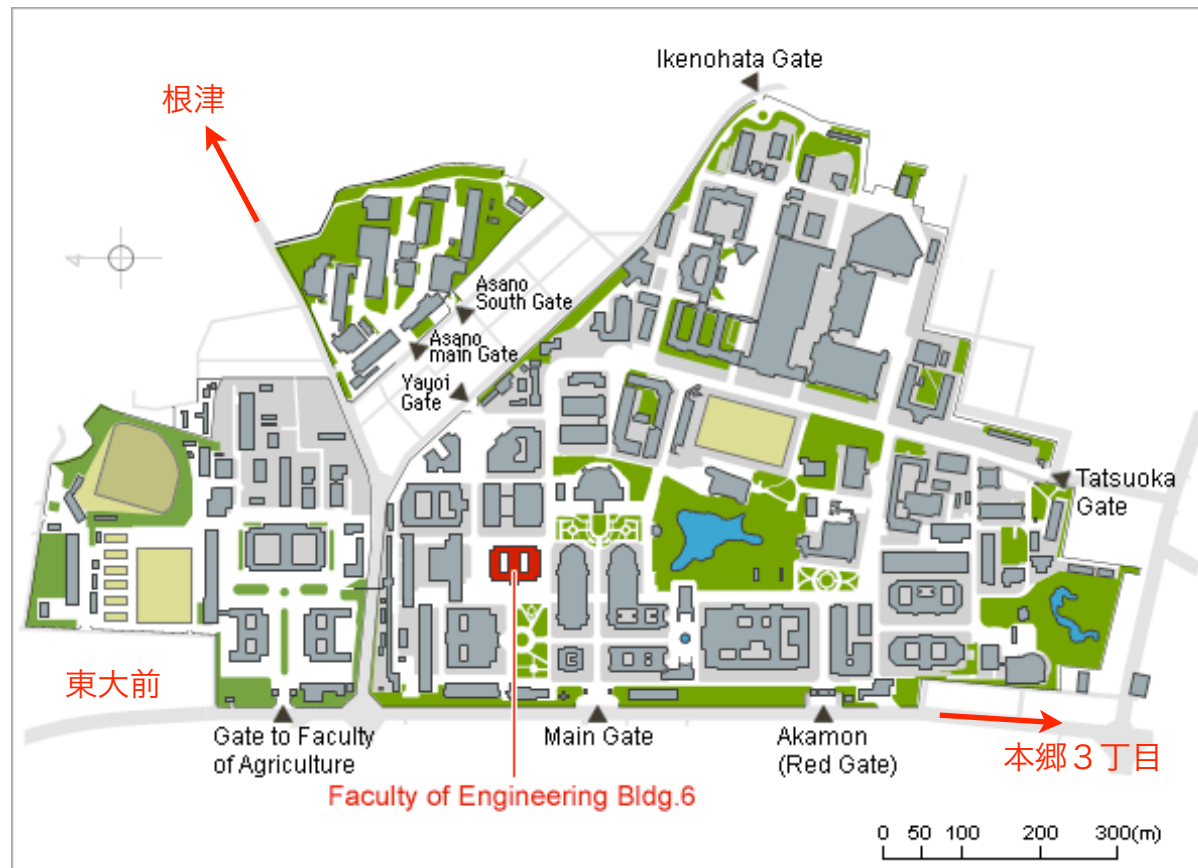 Ikenohata Gate
根津
Asano
South Gate
Asano
main Gate
Yayoi
Gate
Tatsuoka
Gate
東大前
Gate to Faculty
of Agriculture
Main Gate
Akamon
(Red Gate)
本郷３丁目
Faculty of Engineering Bldg.6
0 50 100 200 300(m)